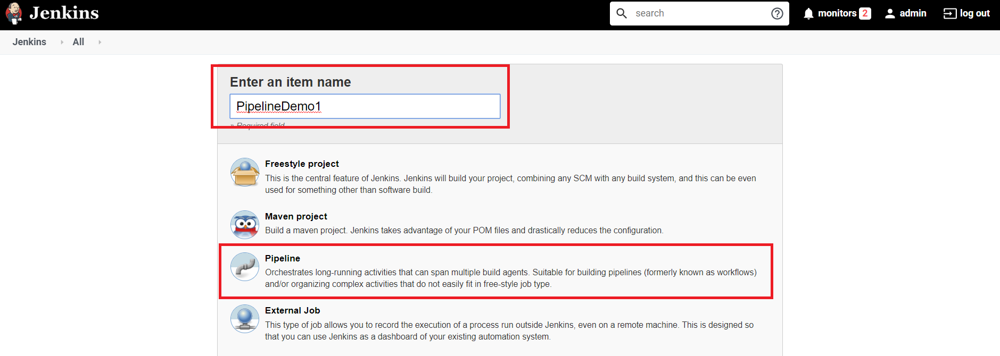 Jenkins
search
monitors 2
admin
log out
Jenkins
All
Enter an item name
PipelineDemo1
» Required field
Freestyle project
This is the central feature of Jenkins. Jenkins will build your project, combining any SCM with any build system, and this can be even
used for something other than software build.
Maven project
Build a maven project. Jenkins takes advantage of your POM files and drastically reduces the configuration.
Pipeline
Orchestrates long-running activities that can span multiple build agents. Suitable for building pipelines (formerly known as workflows)
and/or organizing complex activities that do not easily fit in free-style job type.
External Job
This type of job allows you to record the execution of a process run outside Jenkins, even on a remote machine. This is designed so
that you can use Jenkins as a dashboard of your existing automation system.